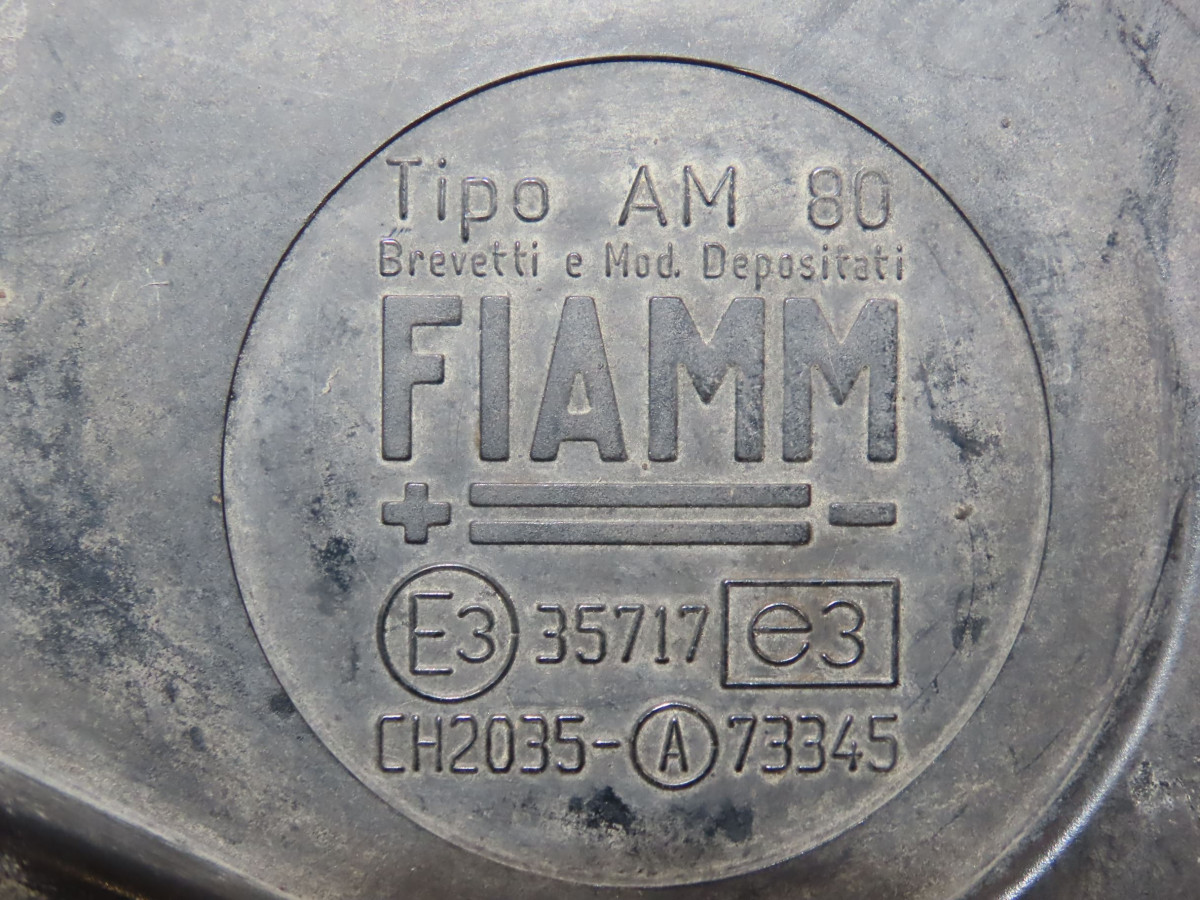 Tipo AM 80
Brevetti e Mod. Depositati
FIAMM
+ = -
E3 35717 e3
CH2035-A 73345